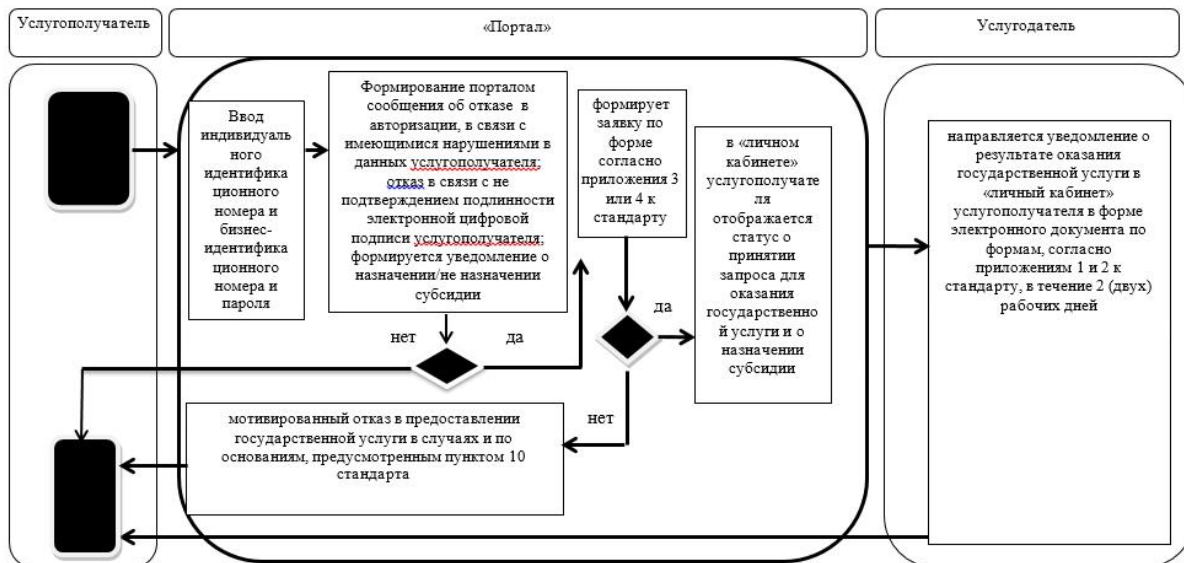 Услугополучатель
«Портал»
Услугодатель
Ввод
индивидуаль
ного
идентифика
ционного
номера и
бизнес-
идентифика
ционного
номера и
пароля
Формирование порталом
сообщения об отказе в
авторизации, в связи с
имеющимися нарушениями в
данных услугополучателя;
отказ в связи с не
подтверждением подлинности
электронной цифровой
подписи услугополучателя;
формируется уведомление о
назначении/не назначении
субсидии
формирует
заявку по
форме
согласно
приложения 3
или 4 к
стандарту
в «личном
кабинете»
услугополучате
ля
отображается
статус о
принятии
запроса для
оказания
государственно
й услуги и о
назначении
субсидии
направляется уведомление о
результате оказания
государственной услуги в
«личный кабинет»
услугополучателя в форме
электронного документа по
формам, согласно
приложениям 1 и 2 к
стандарту, в течение 2 (двух)
рабочих дней
нет
да
да
нет
мотивированный отказ в предоставлении
государственной услуги в случаях и по
основаниям, предусмотренным пунктом 10
стандарта